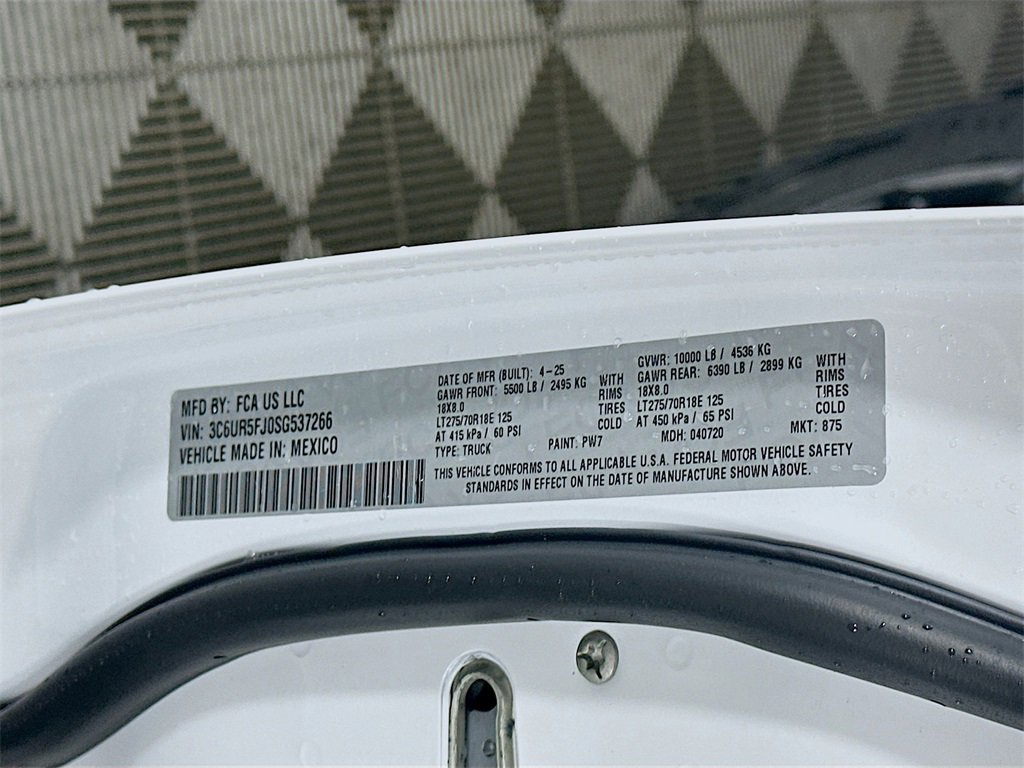 MFD BY: FCA US LLC
VIN: 3C6UR5FJ0SG537266
VEHICLE MADE IN: MEXICO
DATE OF MFR (BUILT): 4-25
GAWR FRONT: 5500 LB / 2495 KG WITH
18X8.0 RIMS
LT275/70R18E 125 TIRES
AT 415 kPa / 60 PSI COLD
TYPE: TRUCK PAINT: PW7
GVWR: 10000 LB / 4536 KG
GAWR REAR: 6390 LB / 2899 KG WITH
18X8.0 RIMS
LT275/70R18E 125 TIRES
AT 450 kPa / 65 PSI COLD
MDH: 040720 MKT: 875
THIS VEHICLE CONFORMS TO ALL APPLICABLE U.S.A. FEDERAL MOTOR VEHICLE SAFETY
STANDARDS IN EFFECT ON THE DATE OF MANUFACTURE SHOWN ABOVE.